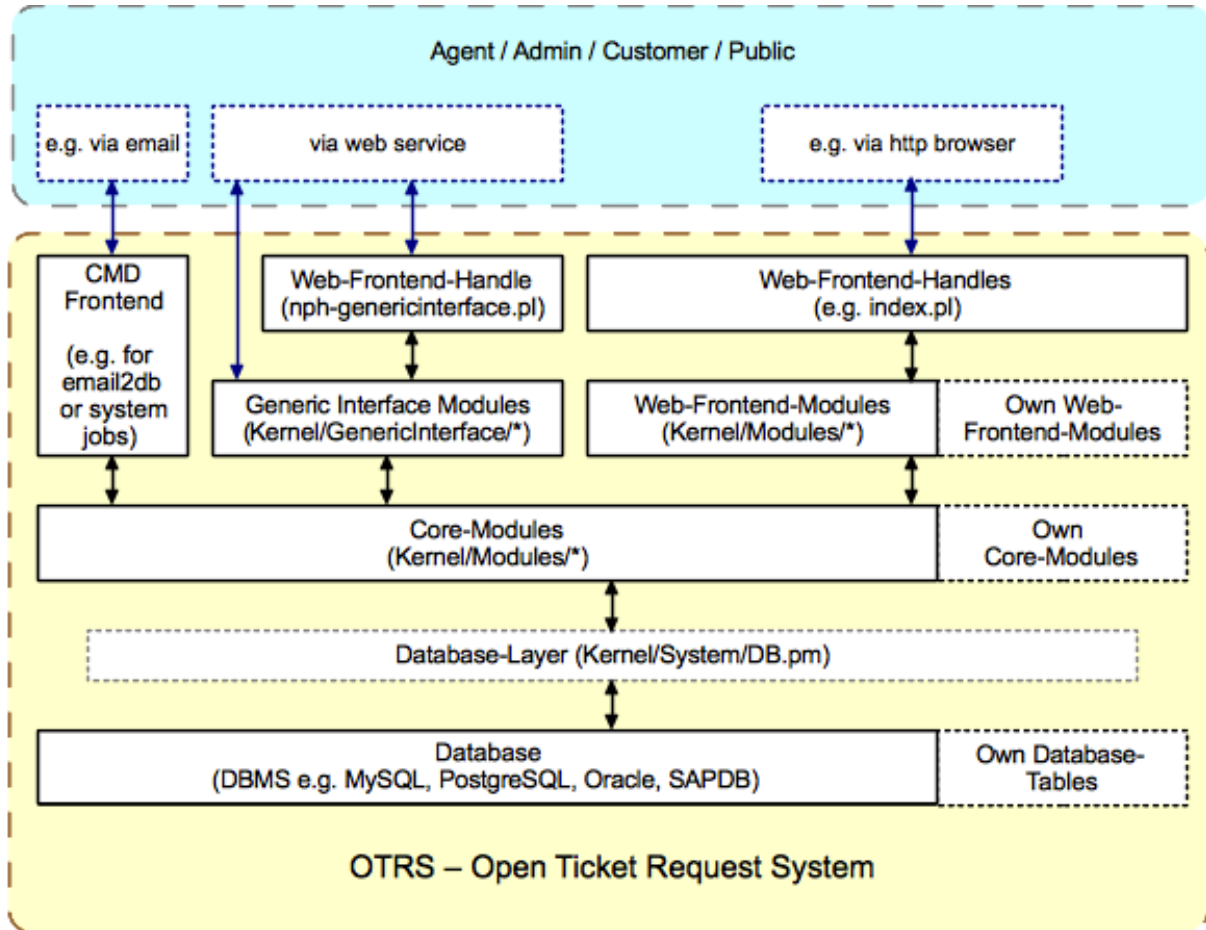 Agent / Admin / Customer / Public
e.g. via email
via web service
e.g. via http browser
CMD
Frontend
(e.g. for
email2db
or system
jobs)
Web-Frontend-Handle
(nph-genericinterface.pl)
Web-Frontend-Handles
(e.g. index.pl)
Generic Interface Modules
(Kernel/GenericInterface/*)
Web-Frontend-Modules
(Kernel/Modules/*)
Own Web-
Frontend-Modules
Core-Modules
(Kernel/Modules/*)
Own
Core-Modules
Database-Layer (Kernel/System/DB.pm)
Database
(DBMS e.g. MySQL, PostgreSQL, Oracle, SAPDB)
Own Database-
Tables
OTRS – Open Ticket Request System